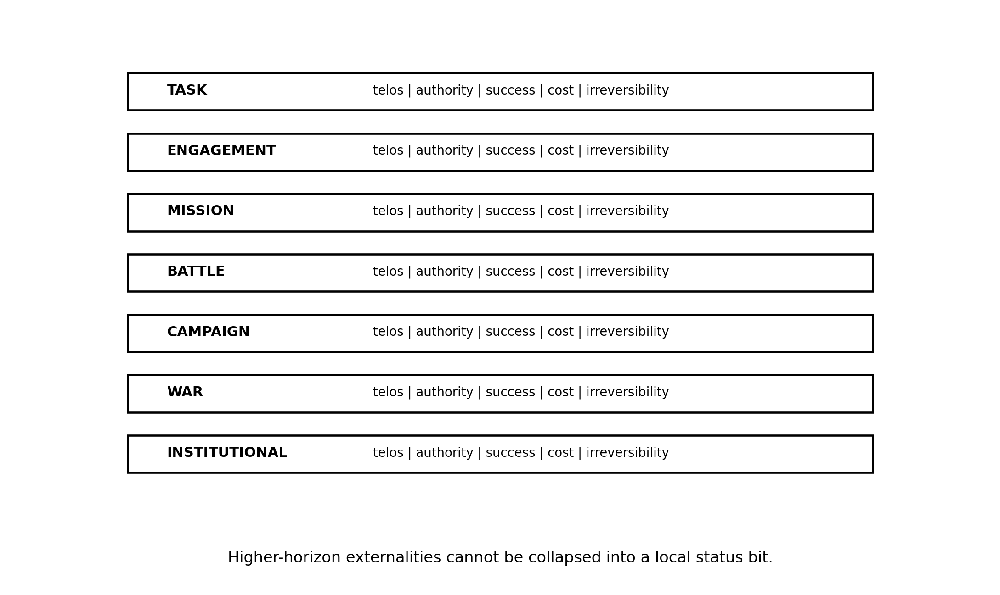 TASK telos | authority | success | cost | irreversibility
ENGAGEMENT telos | authority | success | cost | irreversibility
MISSION telos | authority | success | cost | irreversibility
BATTLE telos | authority | success | cost | irreversibility
CAMPAIGN telos | authority | success | cost | irreversibility
WAR telos | authority | success | cost | irreversibility
INSTITUTIONAL telos | authority | success | cost | irreversibility
Higher-horizon externalities cannot be collapsed into a local status bit.